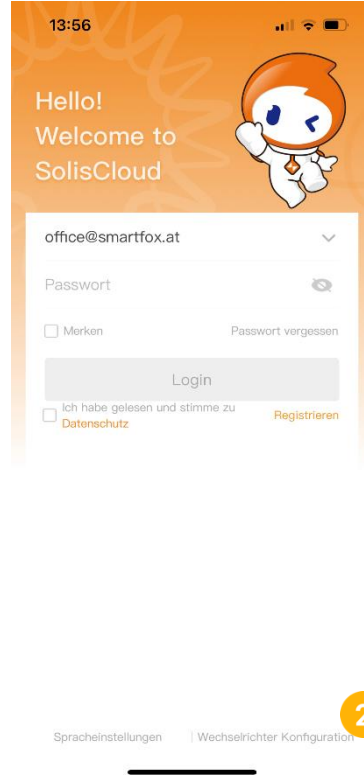 13:56
Hello!
Welcome to
SolisCloud
office@smartfox.at
Passwort
Merken
Passwort vergessen
Login
Ich habe gelesen und stimme zu
Datenschutz
Registrieren
2
Spracheinstellungen
Wechselrichter Konfiguration